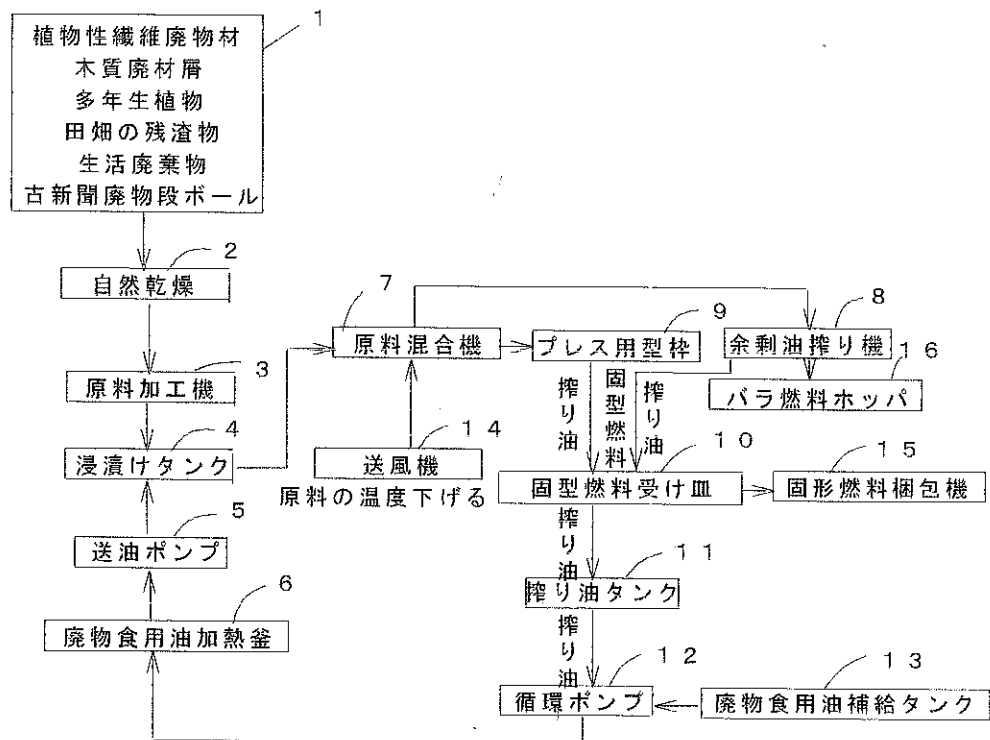 1
植物性繊維廃物材
木質廃材屑
多年生植物
田畑の残渣物
生活廃棄物
古新聞廃物段ボール
2
自然乾燥
3
原料加工機
4
浸漬けタンク
5
送油ポンプ
6
廃物食用油加熱釜
7
原料混合機
14
送風機
原料の温度下げる
9
プレス用型枠
8
余剰油搾り機
16
バラ燃料ホッパ
搾り油
固型燃料
搾り油
10
固型燃料受け皿
15
固形燃料梱包機
搾り油
11
搾り油タンク
搾り油
12
循環ポンプ
13
廃物食用油補給タンク